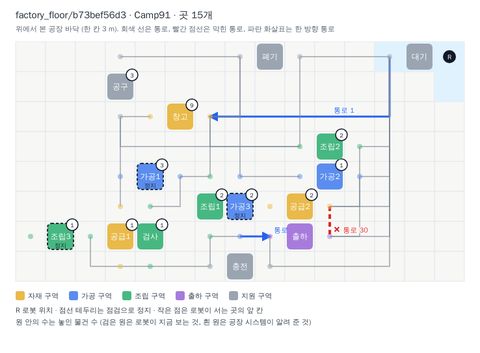 factory_floor/b73bef56d3 · Camp91 · 곳 15개
위에서 본 공장 바닥 (한 칸 3 m). 회색 선은 통로, 빨간 점선은 막힌 통로, 파란 화살표는 한 방향 통로
폐기
대기
R
공구
3
창고
9
통로 1
조립2
2
가공1
3
정지
가공2
1
조립1
2
가공3
2
정지
공급2
2
조립3
1
정지
공급1
1
검사
1
통로
출하
× 통로 30
충전
자재 구역
가공 구역
조립 구역
출하 구역
지원 구역
R 로봇 위치 · 점선 테두리는 점검으로 정지 · 작은 점은 로봇이 서는 곳의 앞 칸
원 안의 수는 놓인 물건 수 (검은 원은 로봇이 지금 보는 것, 흰 원은 공장 시스템이 알려 준 것)